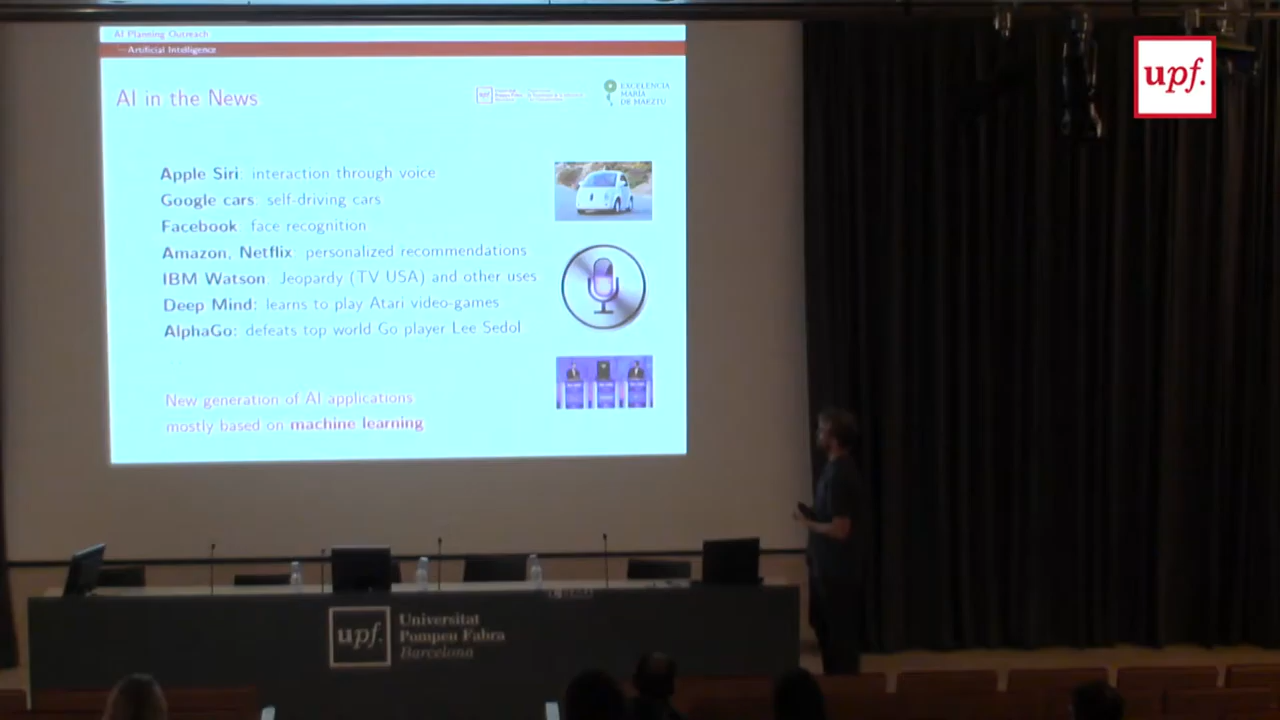 AI Planning Outreach
Artificial Intelligence
AI in the News
upf.
EXCELENCIA
MARÍA
DE MAEZTU
Apple Siri: interaction through voice
Google cars: self-driving cars
Facebook: face recognition
Amazon, Netflix: personalized recommendations
IBM Watson: Jeopardy (TV USA) and other uses
Deep Mind: learns to play Atari video-games
AlphaGo: defeats top world Go player Lee Sedol
New generation of AI applications
mostly based on machine learning
upf.
upf.
Universitat
Pompeu Fabra
Barcelona